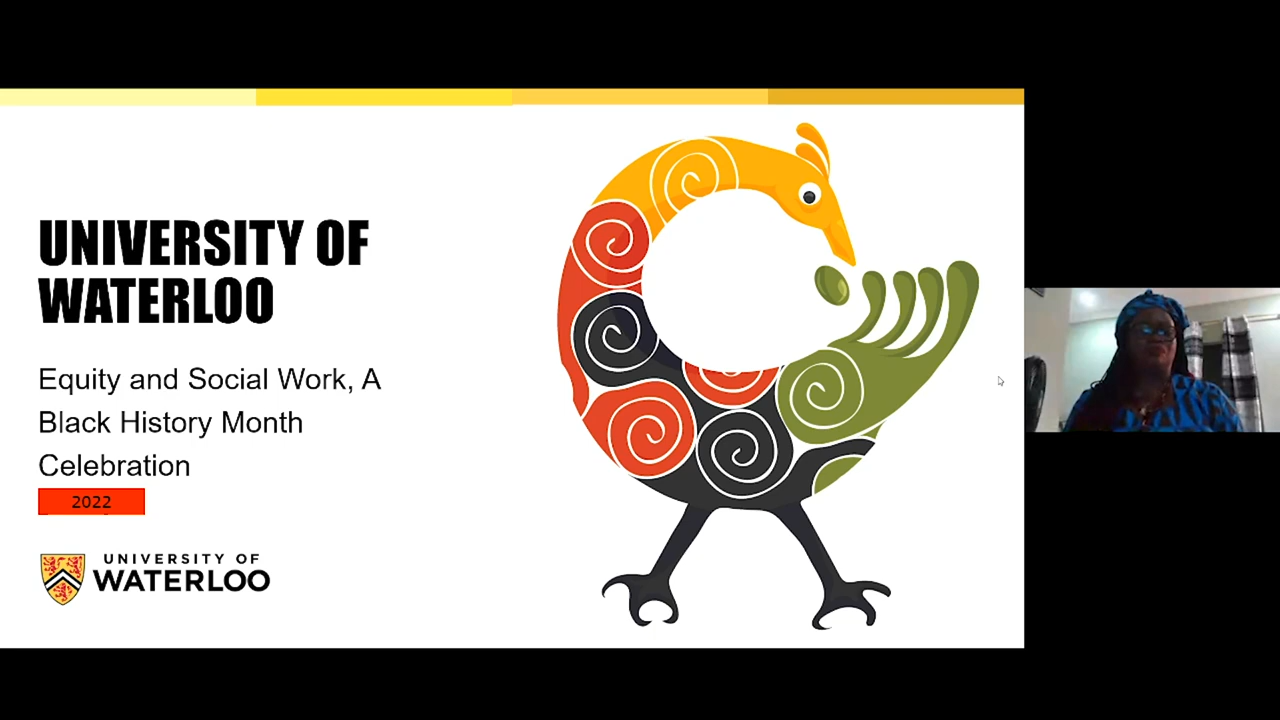 UNIVERSITY OF
WATERLOO
Equity and Social Work, A
Black History Month
Celebration
2022
UNIVERSITY OF
WATERLOO